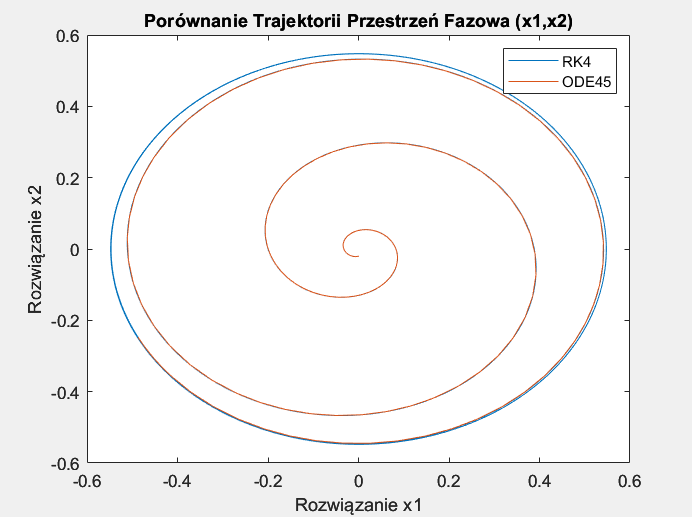 Porównanie Trajektorii Przestrzeń Fazowa (x1,x2)
RK4
ODE45
Rozwiązanie x2
0.6
0.4
0.2
0
-0.2
-0.4
-0.6
-0.6
-0.4
-0.2
0
0.2
0.4
0.6
Rozwiązanie x1